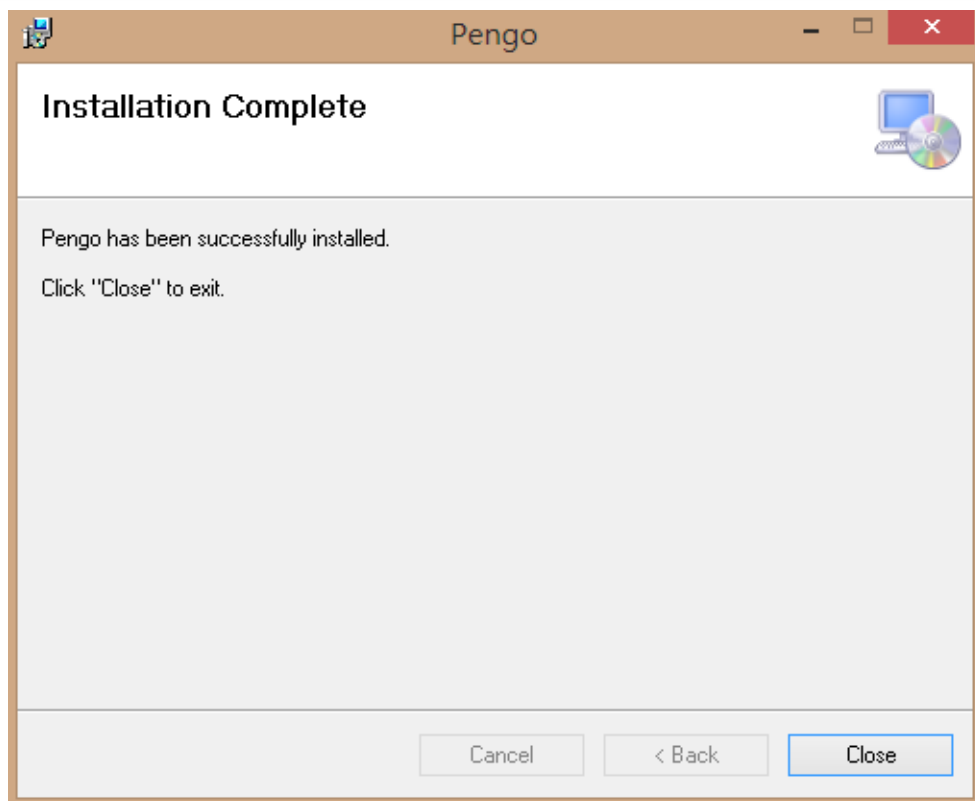 Pengo
Installation Complete
Pengo has been successfully installed.
Click "Close" to exit.
Cancel
< Back
Close